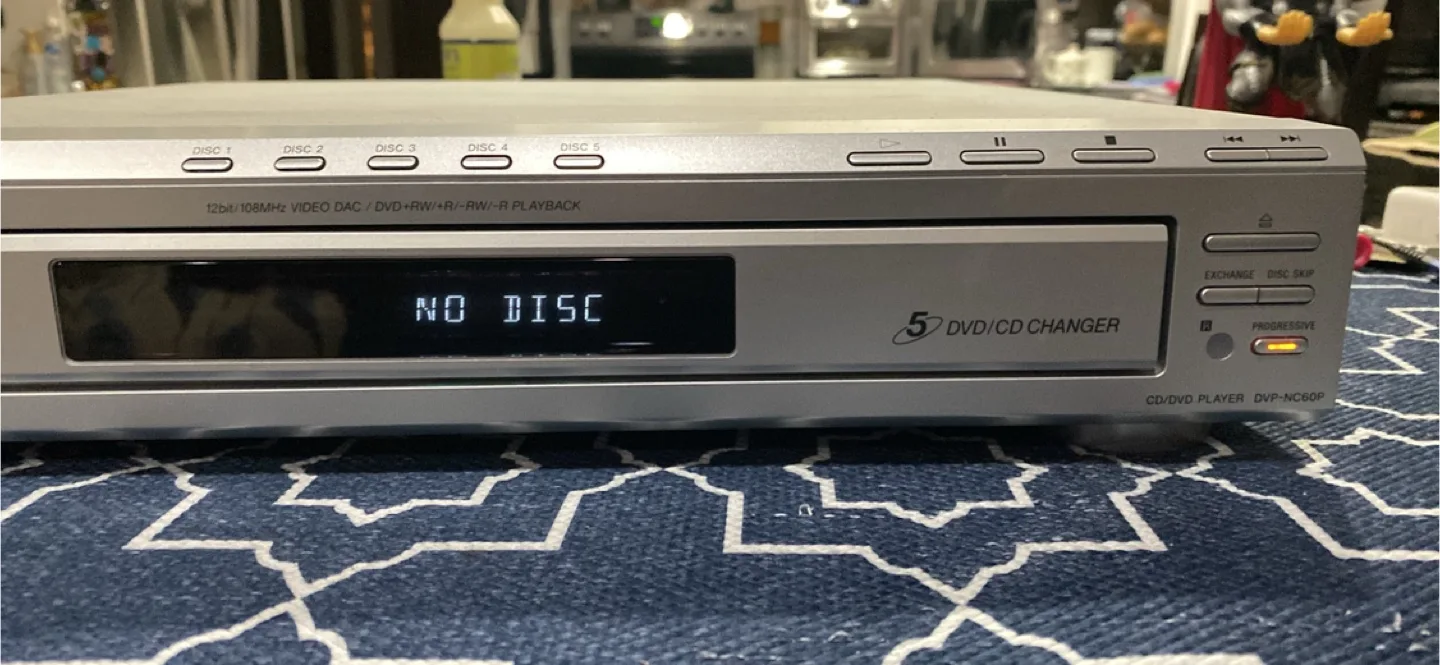 DISC 1 DISC 2 DISC 3 DISC 4 DISC 5
12bit/108MHz VIDEO DAC / DVD+RW/+R/-RW/-R PLAYBACK
NO DISC
5 DVD/CD CHANGER
EXCHANGE DISC SKIP
PROGRESSIVE
CD/DVD PLAYER DVP-NC60P